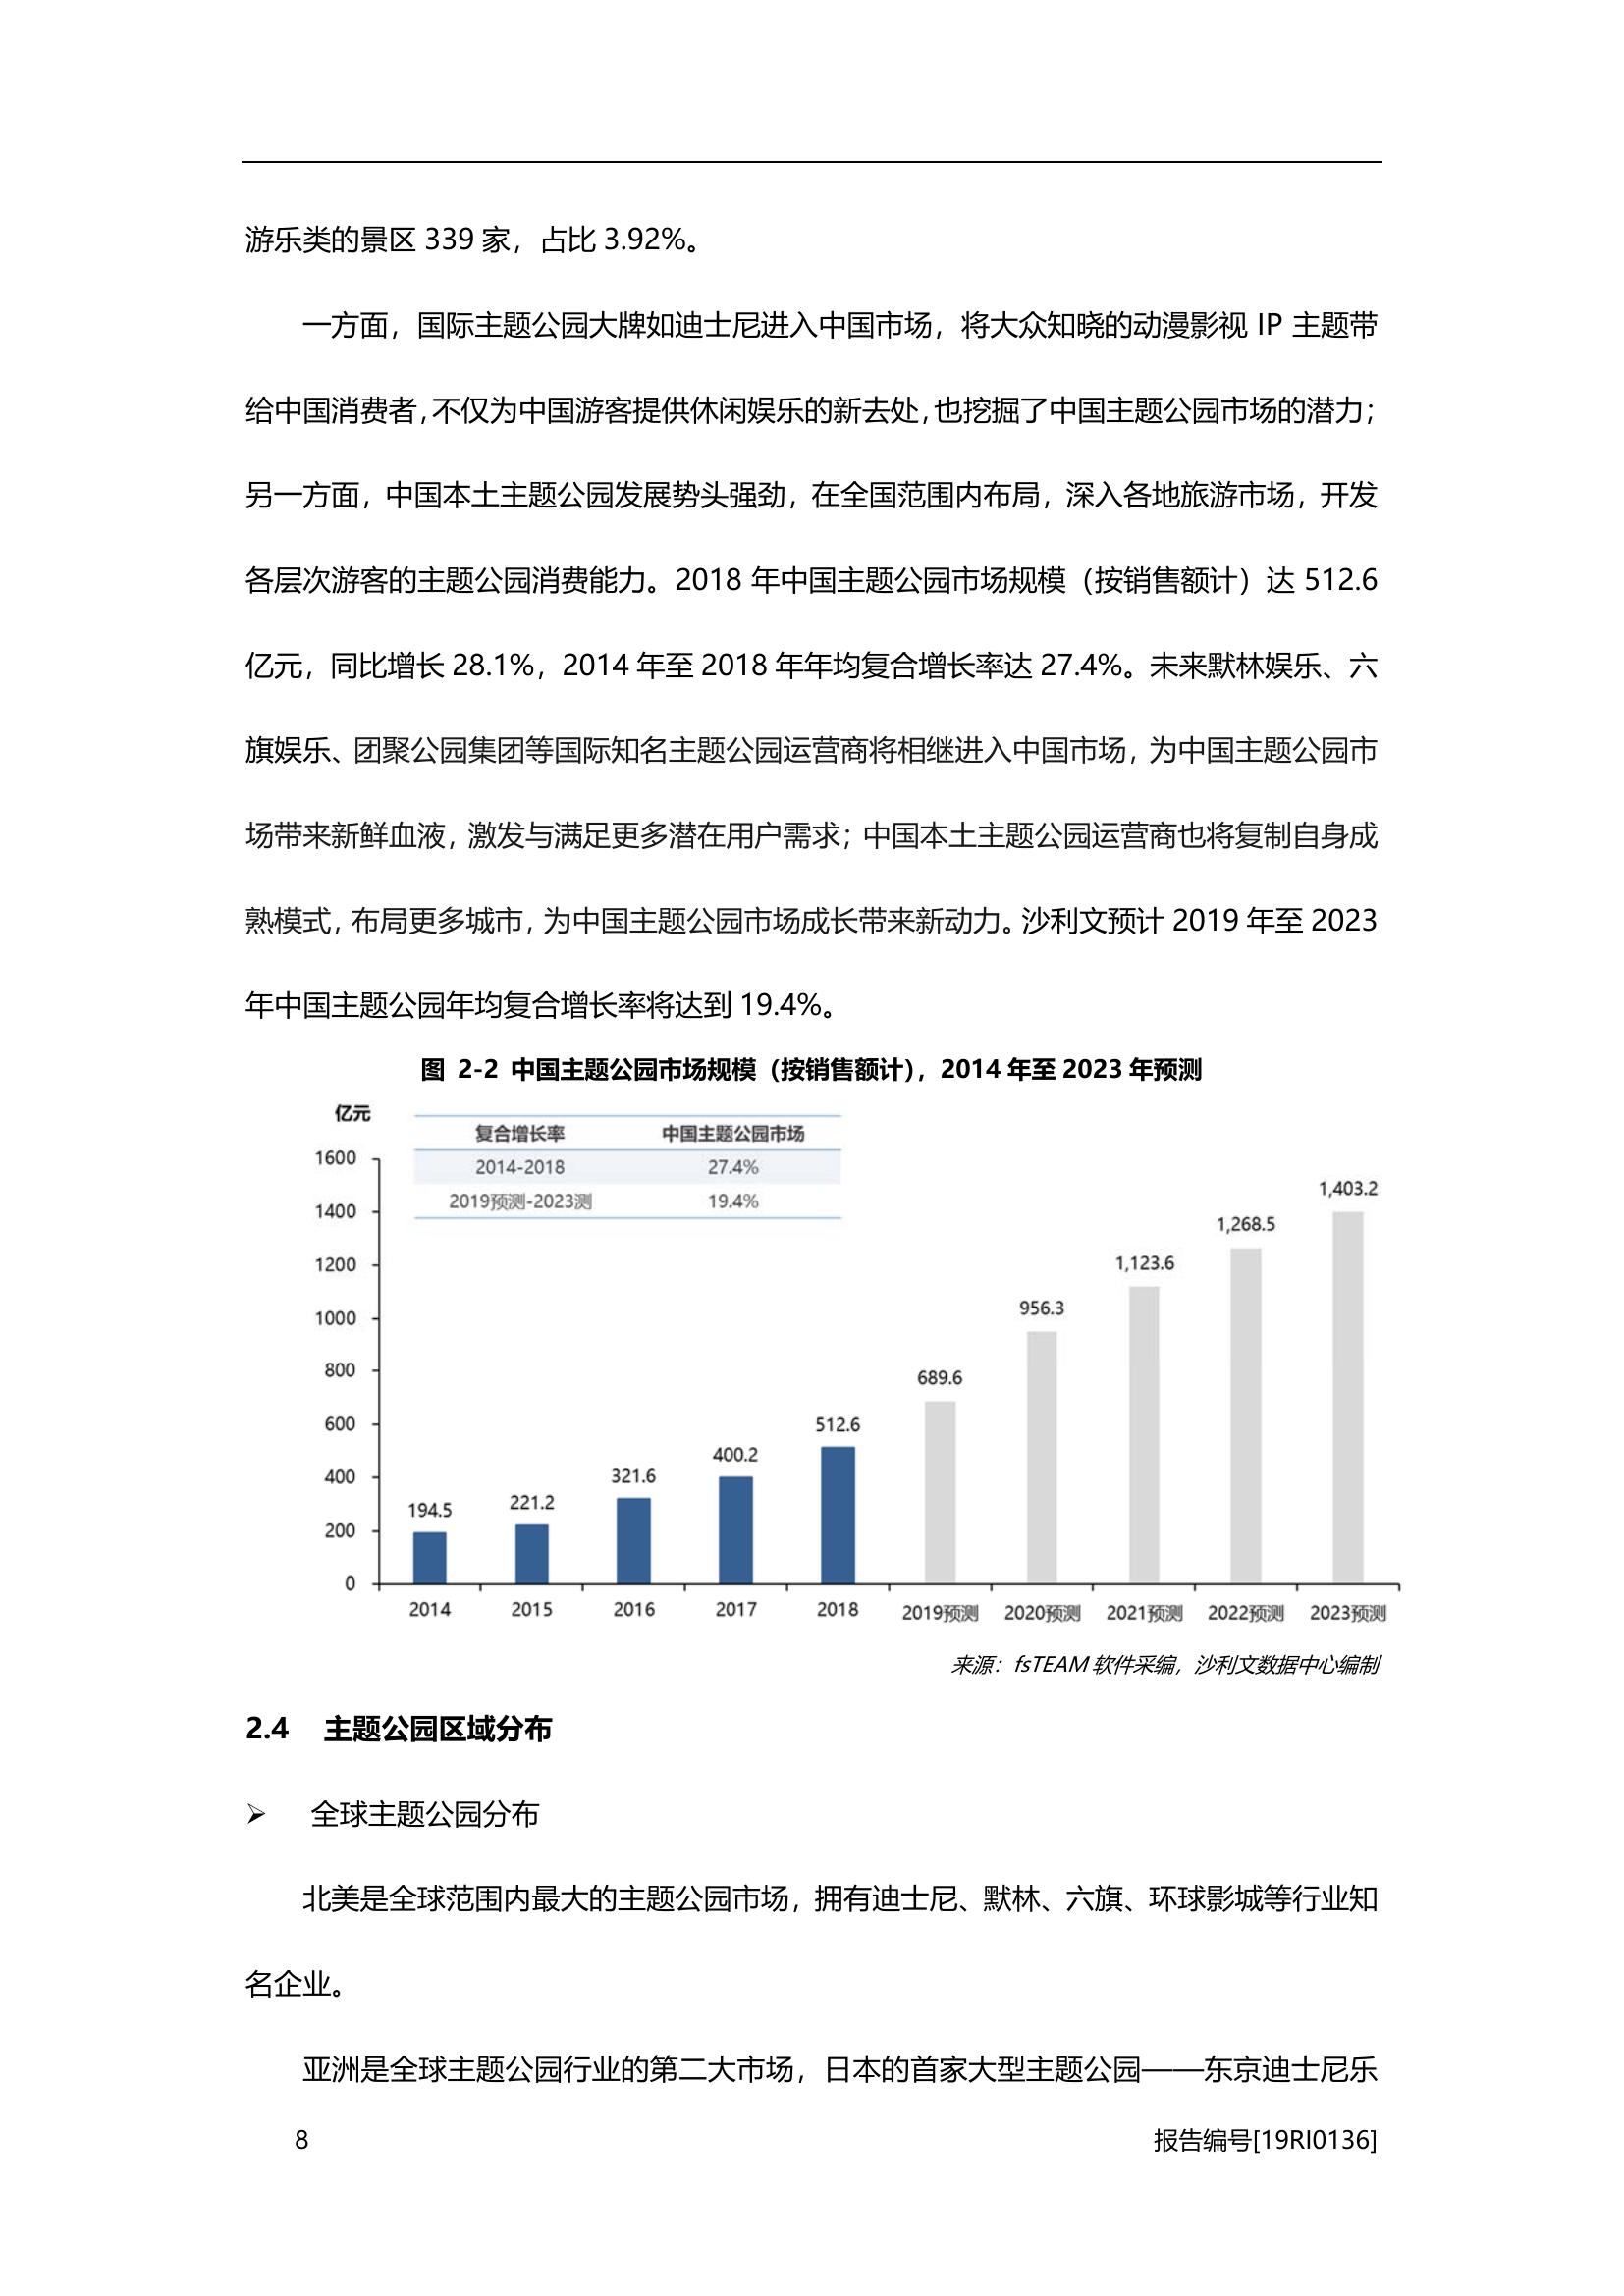 游乐类的景区 339 家，占比 3.92%。
一方面，国际主题公园大牌如迪士尼进入中国市场，将大众知晓的动漫影视 IP 主题带
给中国消费者，不仅为中国游客提供休闲娱乐的新去处，也挖掘了中国主题公园市场的潜力；
另一方面，中国本土主题公园发展势头强劲，在全国范围内布局，深入各地旅游市场，开发
各层次游客的主题公园消费能力。2018 年中国主题公园市场规模（按销售额计）达 512.6
亿元，同比增长 28.1%，2014 年至 2018 年年均复合增长率达 27.4%。未来默林娱乐、六
旗娱乐、团聚公园集团等国际知名主题公园运营商将相继进入中国市场，为中国主题公园市
场带来新鲜血液，激发与满足更多潜在用户需求；中国本土主题公园运营商也将复制自身成
熟模式，布局更多城市，为中国主题公园市场成长带来新动力。沙利文预计 2019 年至 2023
年中国主题公园年均复合增长率将达到 19.4%。
图 2-2 中国主题公园市场规模（按销售额计），2014 年至 2023 年预测
亿元
复合增长率 中国主题公园市场
2014-2018 27.4%
2019预测-2023测 19.4%
1600
1400
1200
1000
800
600
400
200
0
194.5
221.2
321.6
400.2
512.6
689.6
956.3
1,123.6
1,268.5
1,403.2
2014 2015 2016 2017 2018 2019预测 2020预测 2021预测 2022预测 2023预测
来源：fsTEAM 软件采编，沙利文数据中心编制
2.4 主题公园区域分布
➢ 全球主题公园分布
北美是全球范围内最大的主题公园市场，拥有迪士尼、默林、六旗、环球影城等行业知
名企业。
亚洲是全球主题公园行业的第二大市场，日本的首家大型主题公园——东京迪士尼乐
8 报告编号[19RI0136]